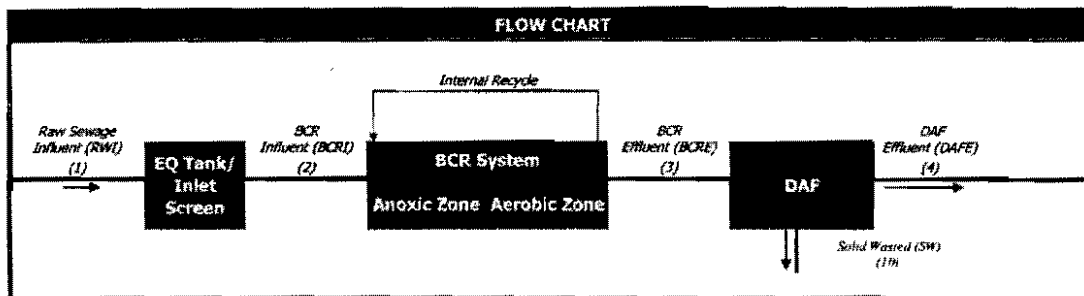 FLOW CHART
Internal Recycle
Raw Sewage
Influent (RWI)
(1)
EQ Tank/
Inlet
Screen
BCR
Influent (BCRI)
(2)
BCR System
Anoxic Zone Aerobic Zone
BCR
Effluent (BCRE)
(3)
DAF
DAF
Effluent (DAFE)
(4)
Solid Wasted (SW)